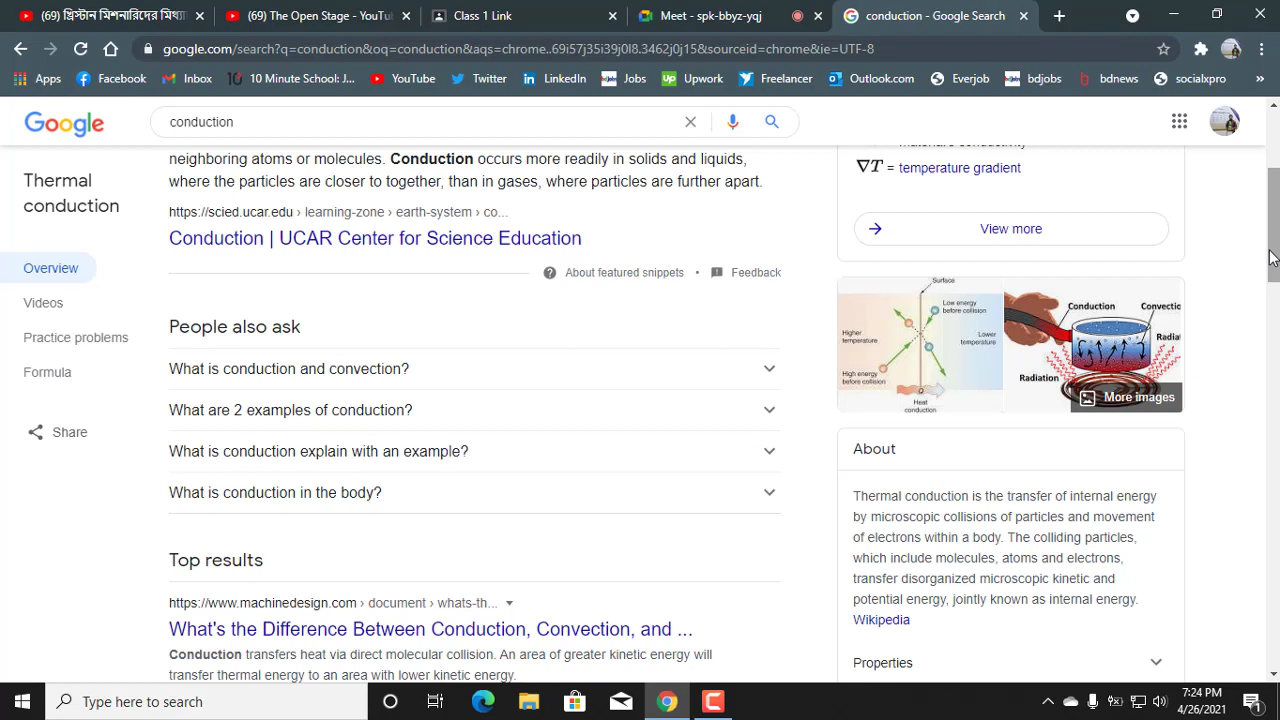 (69) The Open Stage - YouTu
Class 1 Link
Meet - spk-bbyz-yqj
conduction - Google Search
google.com/search?q=conduction&oq=conduction&aqs=chrome..69i57j35i39j0l8.3462j0j15&sourceid=chrome&ie=UTF-8
Apps
Facebook
Inbox
10 Minute School: J...
YouTube
Twitter
LinkedIn
Jobs
Upwork
Freelancer
Outlook.com
Everjob
bdjobs
bdnews
socialxpro
»
Google
conduction
Thermal
conduction
Overview
Videos
Practice problems
Formula
Share
neighboring atoms or molecules. Conduction occurs more readily in solids and liquids,
where the particles are closer to together, than in gases, where particles are further apart.
https://scied.ucar.edu › learning-zone › earth-system › co...
Conduction | UCAR Center for Science Education
About featured snippets • Feedback
People also ask
What is conduction and convection?
What are 2 examples of conduction?
What is conduction explain with an example?
What is conduction in the body?
Top results
https://www.machinedesign.com › document › whats-th...
What's the Difference Between Conduction, Convection, and ...
Conduction transfers heat via direct molecular collision. An area of greater kinetic energy will
transfer thermal energy to an area with lower kinetic energy.
∇T = temperature gradient
View more
Surface
Low energy
before collision
Higher
temperature
Lower
temperature
High energy
before collision
Heat
conduction
Conduction
Convectio
Radia
Radiation
More images
About
Thermal conduction is the transfer of internal energy
by microscopic collisions of particles and movement
of electrons within a body. The colliding particles,
which include molecules, atoms and electrons,
transfer disorganized microscopic kinetic and
potential energy, jointly known as internal energy.
Wikipedia
Properties
Type here to search
7:24 PM
4/26/2021
1